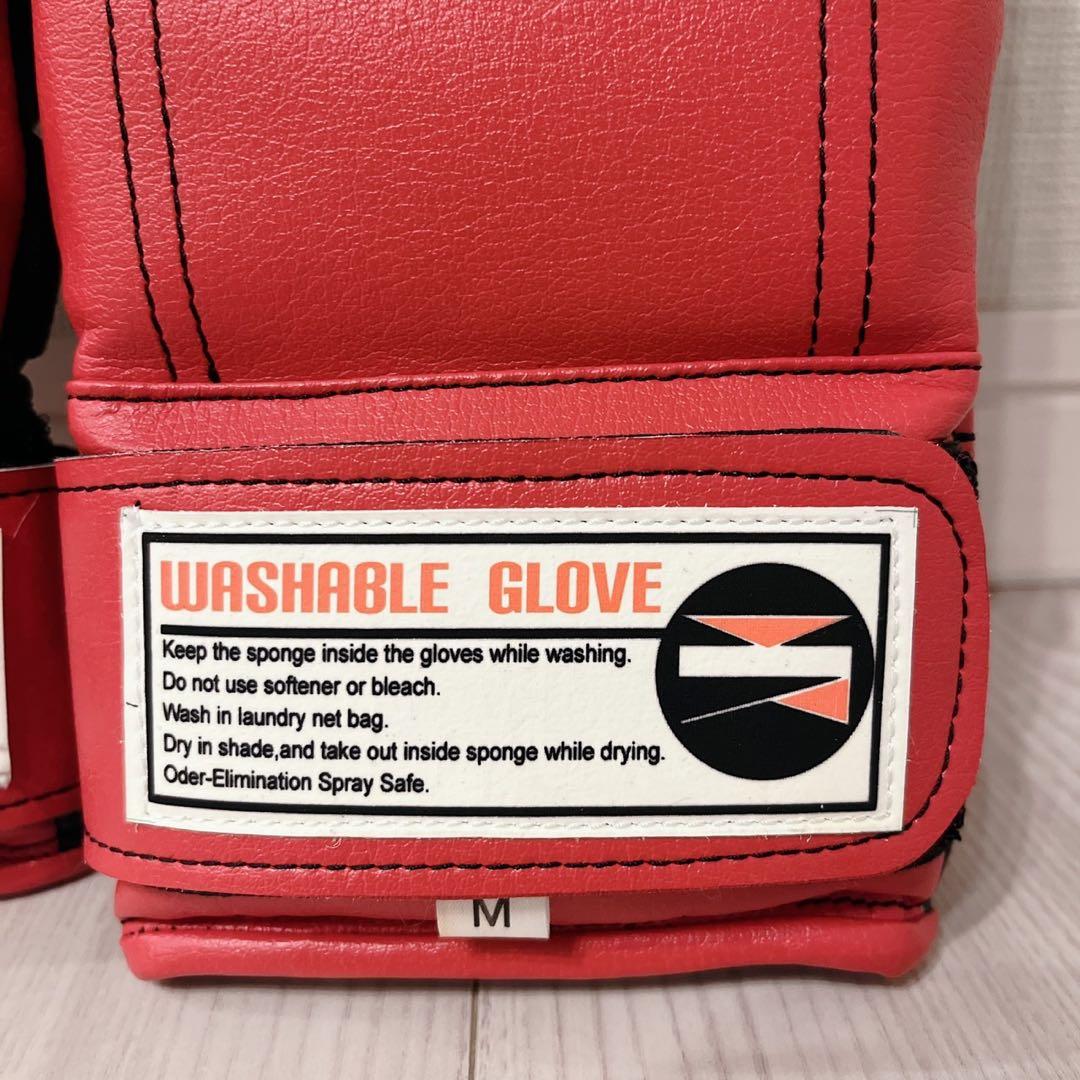 WASHABLE GLOVE
Keep the sponge inside the gloves while washing.
Do not use softener or bleach.
Wash in laundry net bag.
Dry in shade,and take out inside sponge while drying.
Oder-Elimination Spray Safe.
M